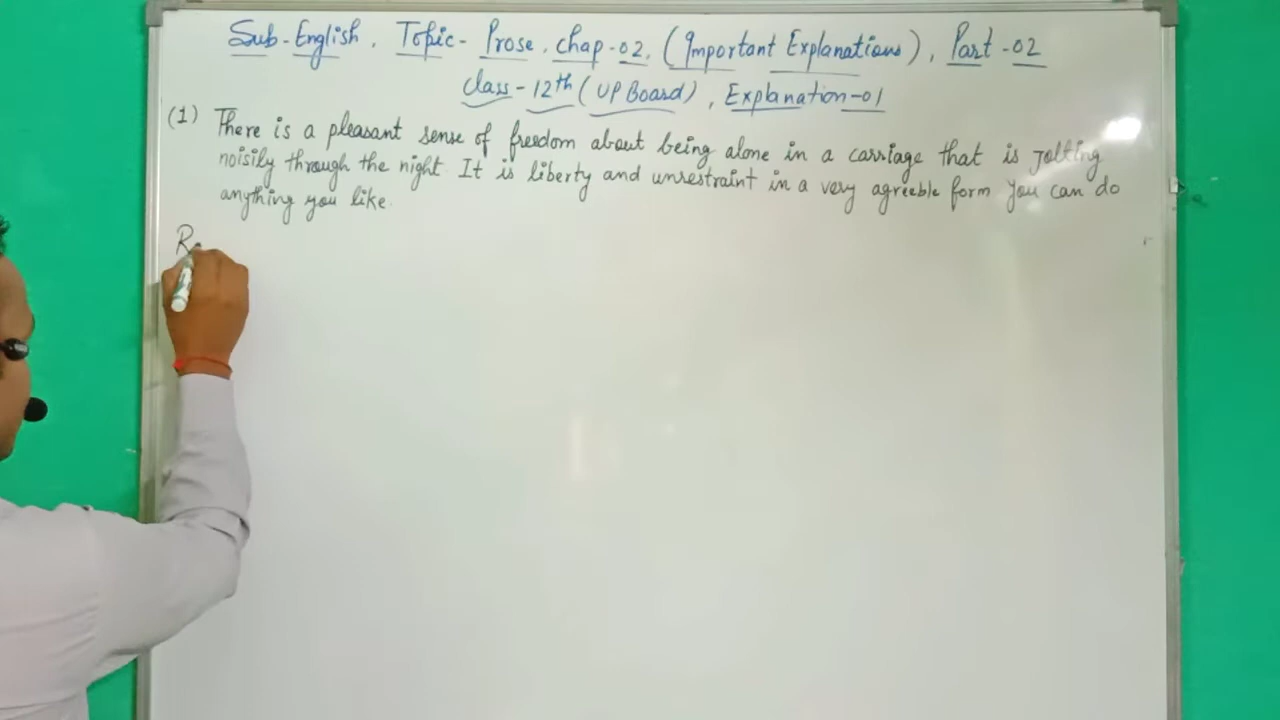 Sub-English, Topic- Prose, Chap-02, (Important Explanations), Part-02
Class-12th (UP Board), Explanation-01
(1) There is a pleasant sense of freedom about being alone in a carriage that is jolting
noisily through the night. It is liberty and unrestraint in a very agreeble form you can do
anything you like.
R